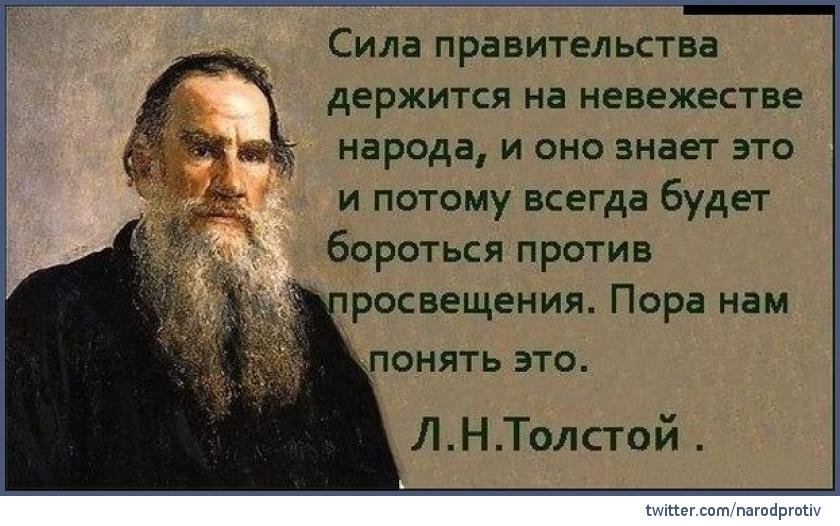 Сила правительства
держится на невежестве
народа, и оно знает это
и потому всегда будет
бороться против
просвещения. Пора нам
понять это.
Л.Н.Толстой .
twitter.com/narodprotiv